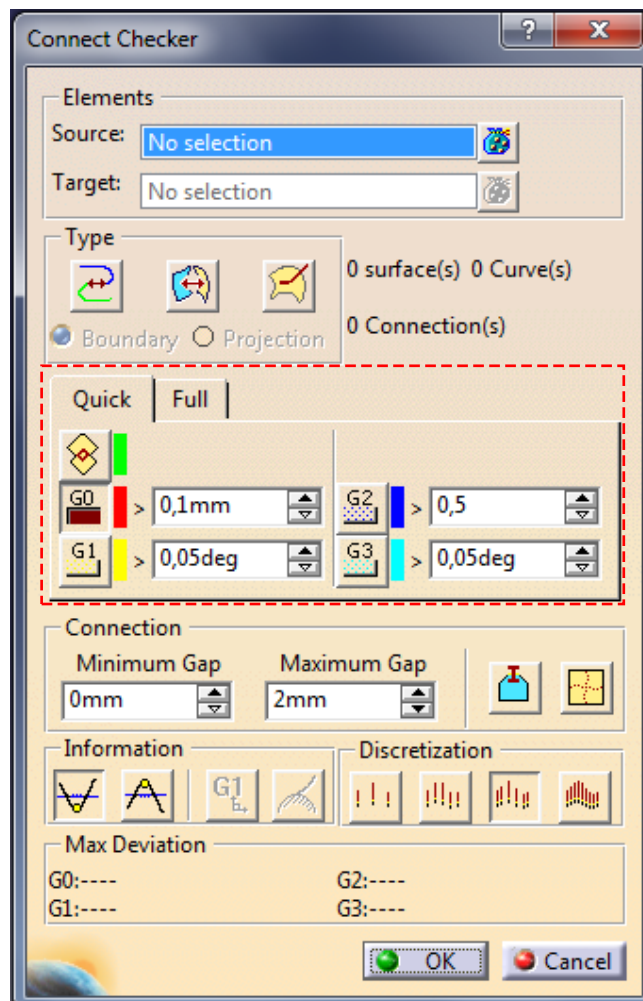 Connect Checker
?
Elements
Source: No selection
Target: No selection
Type
0 surface(s) 0 Curve(s)
Boundary Projection
0 Connection(s)
Quick Full
G0 > 0,1mm G2 > 0,5
G1 > 0,05deg G3 > 0,05deg
Connection
Minimum Gap Maximum Gap
0mm 2mm
Information Discretization
G1
Max Deviation
G0:---- G2:----
G1:---- G3:----
OK Cancel